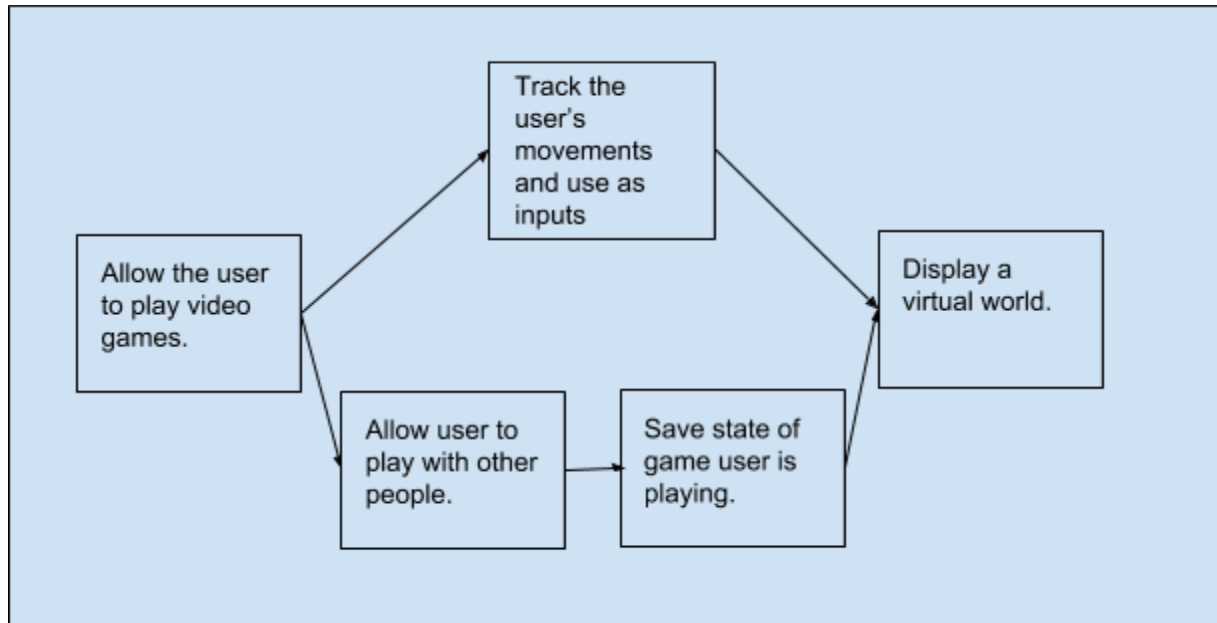 Track the
user’s
movements
and use as
inputs
Allow the user
to play video
games.
Display a
virtual world.
Allow user to
play with other
people.
Save state of
game user is
playing.